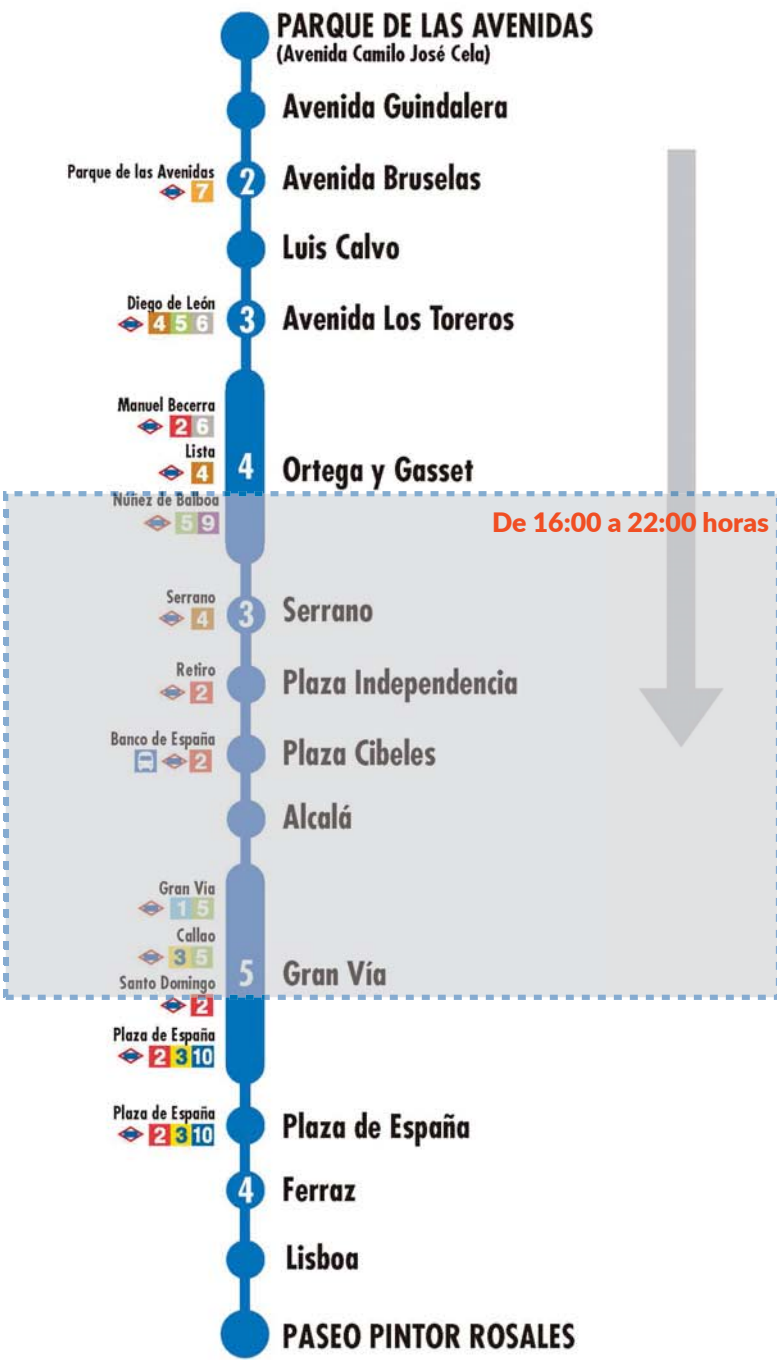 PARQUE DE LAS AVENIDAS
(Avenida Camilo José Cela)
Avenida Guindalera
Parque de las Avenidas
7
2
Avenida Bruselas
Luis Calvo
Diego de León
4 5 6
3
Avenida Los Toreros
Manuel Becerra
2 6
Lista
4
4
Ortega y Gasset
Núñez de Balboa
5 9
De 16:00 a 22:00 horas
Serrano
4
3
Serrano
Retiro
2
Plaza Independencia
Banco de España
2
Plaza Cibeles
Alcalá
Gran Vía
1 5
Callao
3 5
Santo Domingo
2
5
Gran Vía
Plaza de España
2 3 10
Plaza de España
2 3 10
Plaza de España
4
Ferraz
Lisboa
PASEO PINTOR ROSALES